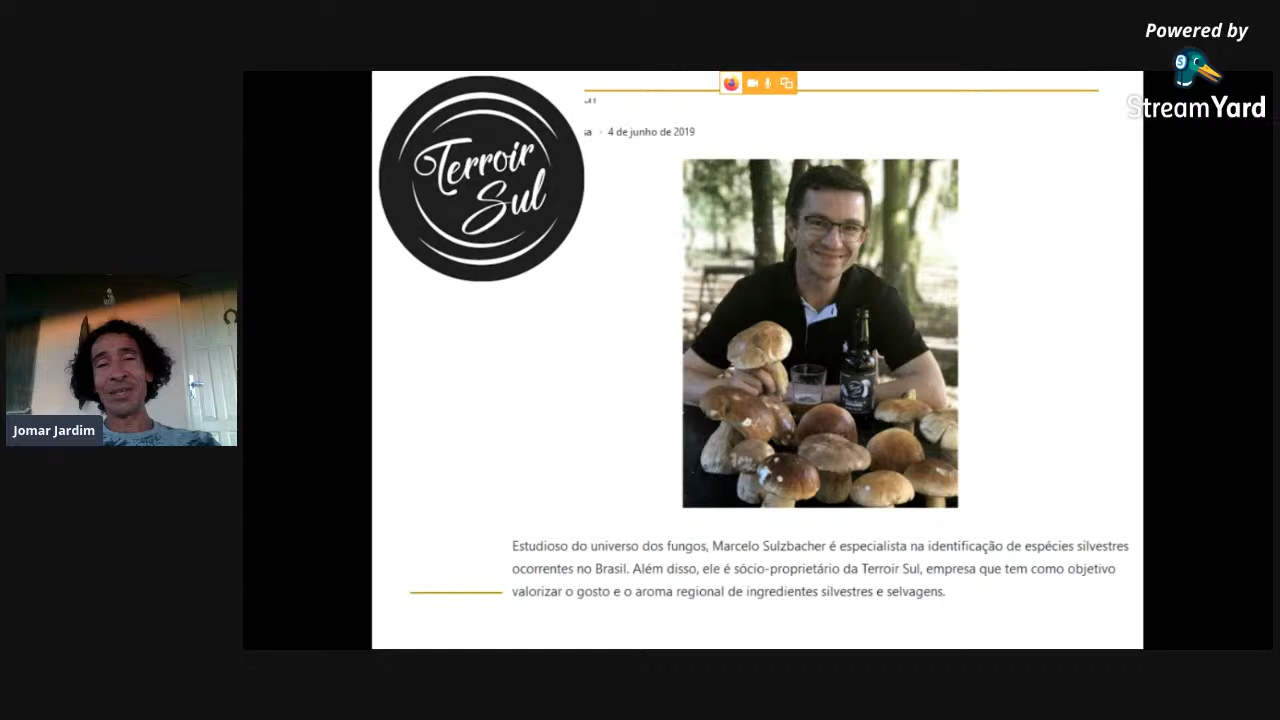 Powered by
StreamYard
sa · 4 de junho de 2019
Terroir
Sul
Jomar Jardim
Estudioso do universo dos fungos, Marcelo Sulzbacher é especialista na identificação de espécies silvestres
ocorrentes no Brasil. Além disso, ele é sócio-proprietário da Terroir Sul, empresa que tem como objetivo
valorizar o gosto e o aroma regional de ingredientes silvestres e selvagens.